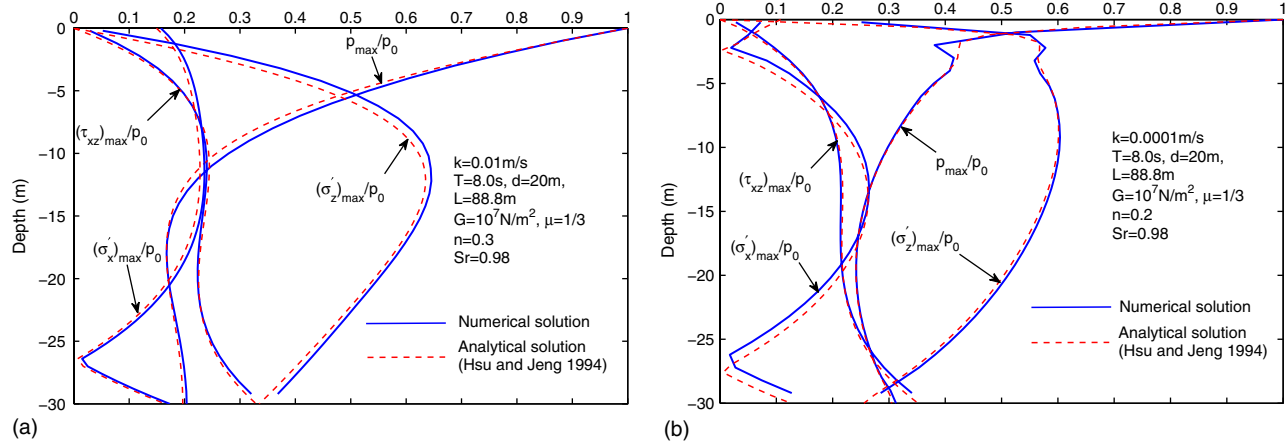 0 0.1 0.2 0.3 0.4 0.5 0.6 0.7 0.8 0.9 1
0
−5
−10
−15
−20
−25
−30
Depth (m)
p_max/p_0
(τ_xz)_max/p_0
(σ'_z)_max/p_0
(σ'_x)_max/p_0
k=0.01m/s
T=8.0s, d=20m,
L=88.8m
G=10^7N/m^2, μ=1/3
n=0.3
Sr=0.98
Numerical solution
Analytical solution
(Hsu and Jeng 1994)
(a)
0 0.1 0.2 0.3 0.4 0.5 0.6 0.7 0.8 0.9 1
0
−5
−10
−15
−20
−25
−30
Depth (m)
(τ_xz)_max/p_0
p_max/p_0
(σ'_x)_max/p_0
(σ'_z)_max/p_0
k=0.0001m/s
T=8.0s, d=20m,
L=88.8m
G=10^7N/m^2, μ=1/3
n=0.2
Sr=0.98
Numerical solution
Analytical solution
(Hsu and Jeng 1994)
(b)